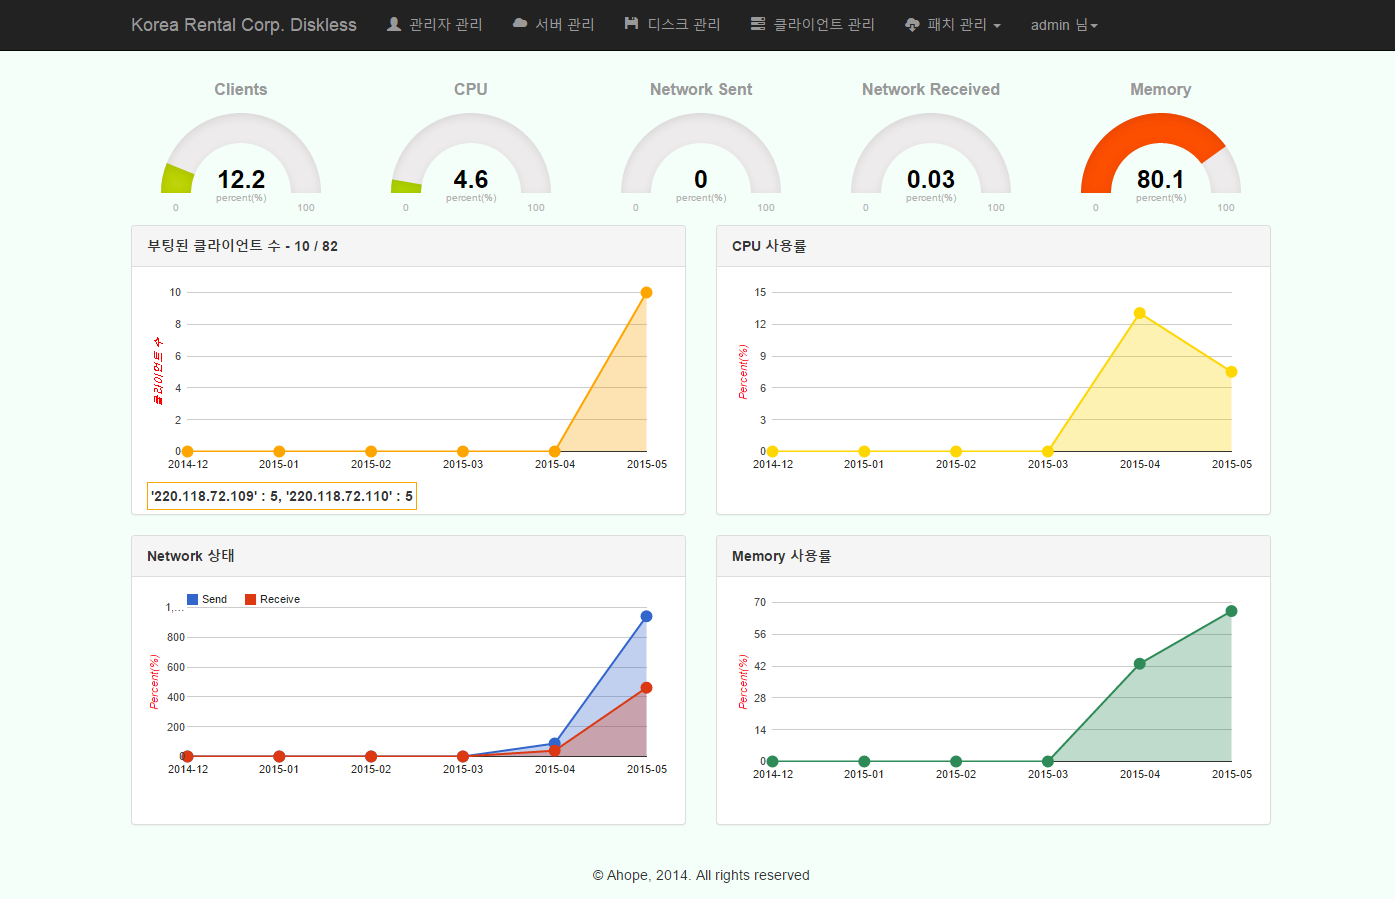 Korea Rental Corp. Diskless 관리자 관리 서버 관리 디스크 관리 클라이언트 관리 패치 관리 admin 님
Clients CPU Network Sent Network Received Memory
12.2 4.6 0 0.03 80.1
percent(%) percent(%) percent(%) percent(%) percent(%)
0 100 0 100 0 100 0 100 0 100
부팅된 클라이언트 수 - 10 / 82
클라이언트 수
10
8
6
4
2
0
2014-12 2015-01 2015-02 2015-03 2015-04 2015-05
'220.118.72.109' : 5, '220.118.72.110' : 5
CPU 사용률
Percent(%)
15
12
9
6
3
0
2014-12 2015-01 2015-02 2015-03 2015-04 2015-05
Network 상태
Send Receive
Percent(%)
1,...
800
600
400
200
0
2014-12 2015-01 2015-02 2015-03 2015-04 2015-05
Memory 사용률
Percent(%)
70
56
42
28
14
0
2014-12 2015-01 2015-02 2015-03 2015-04 2015-05
© Ahope, 2014. All rights reserved